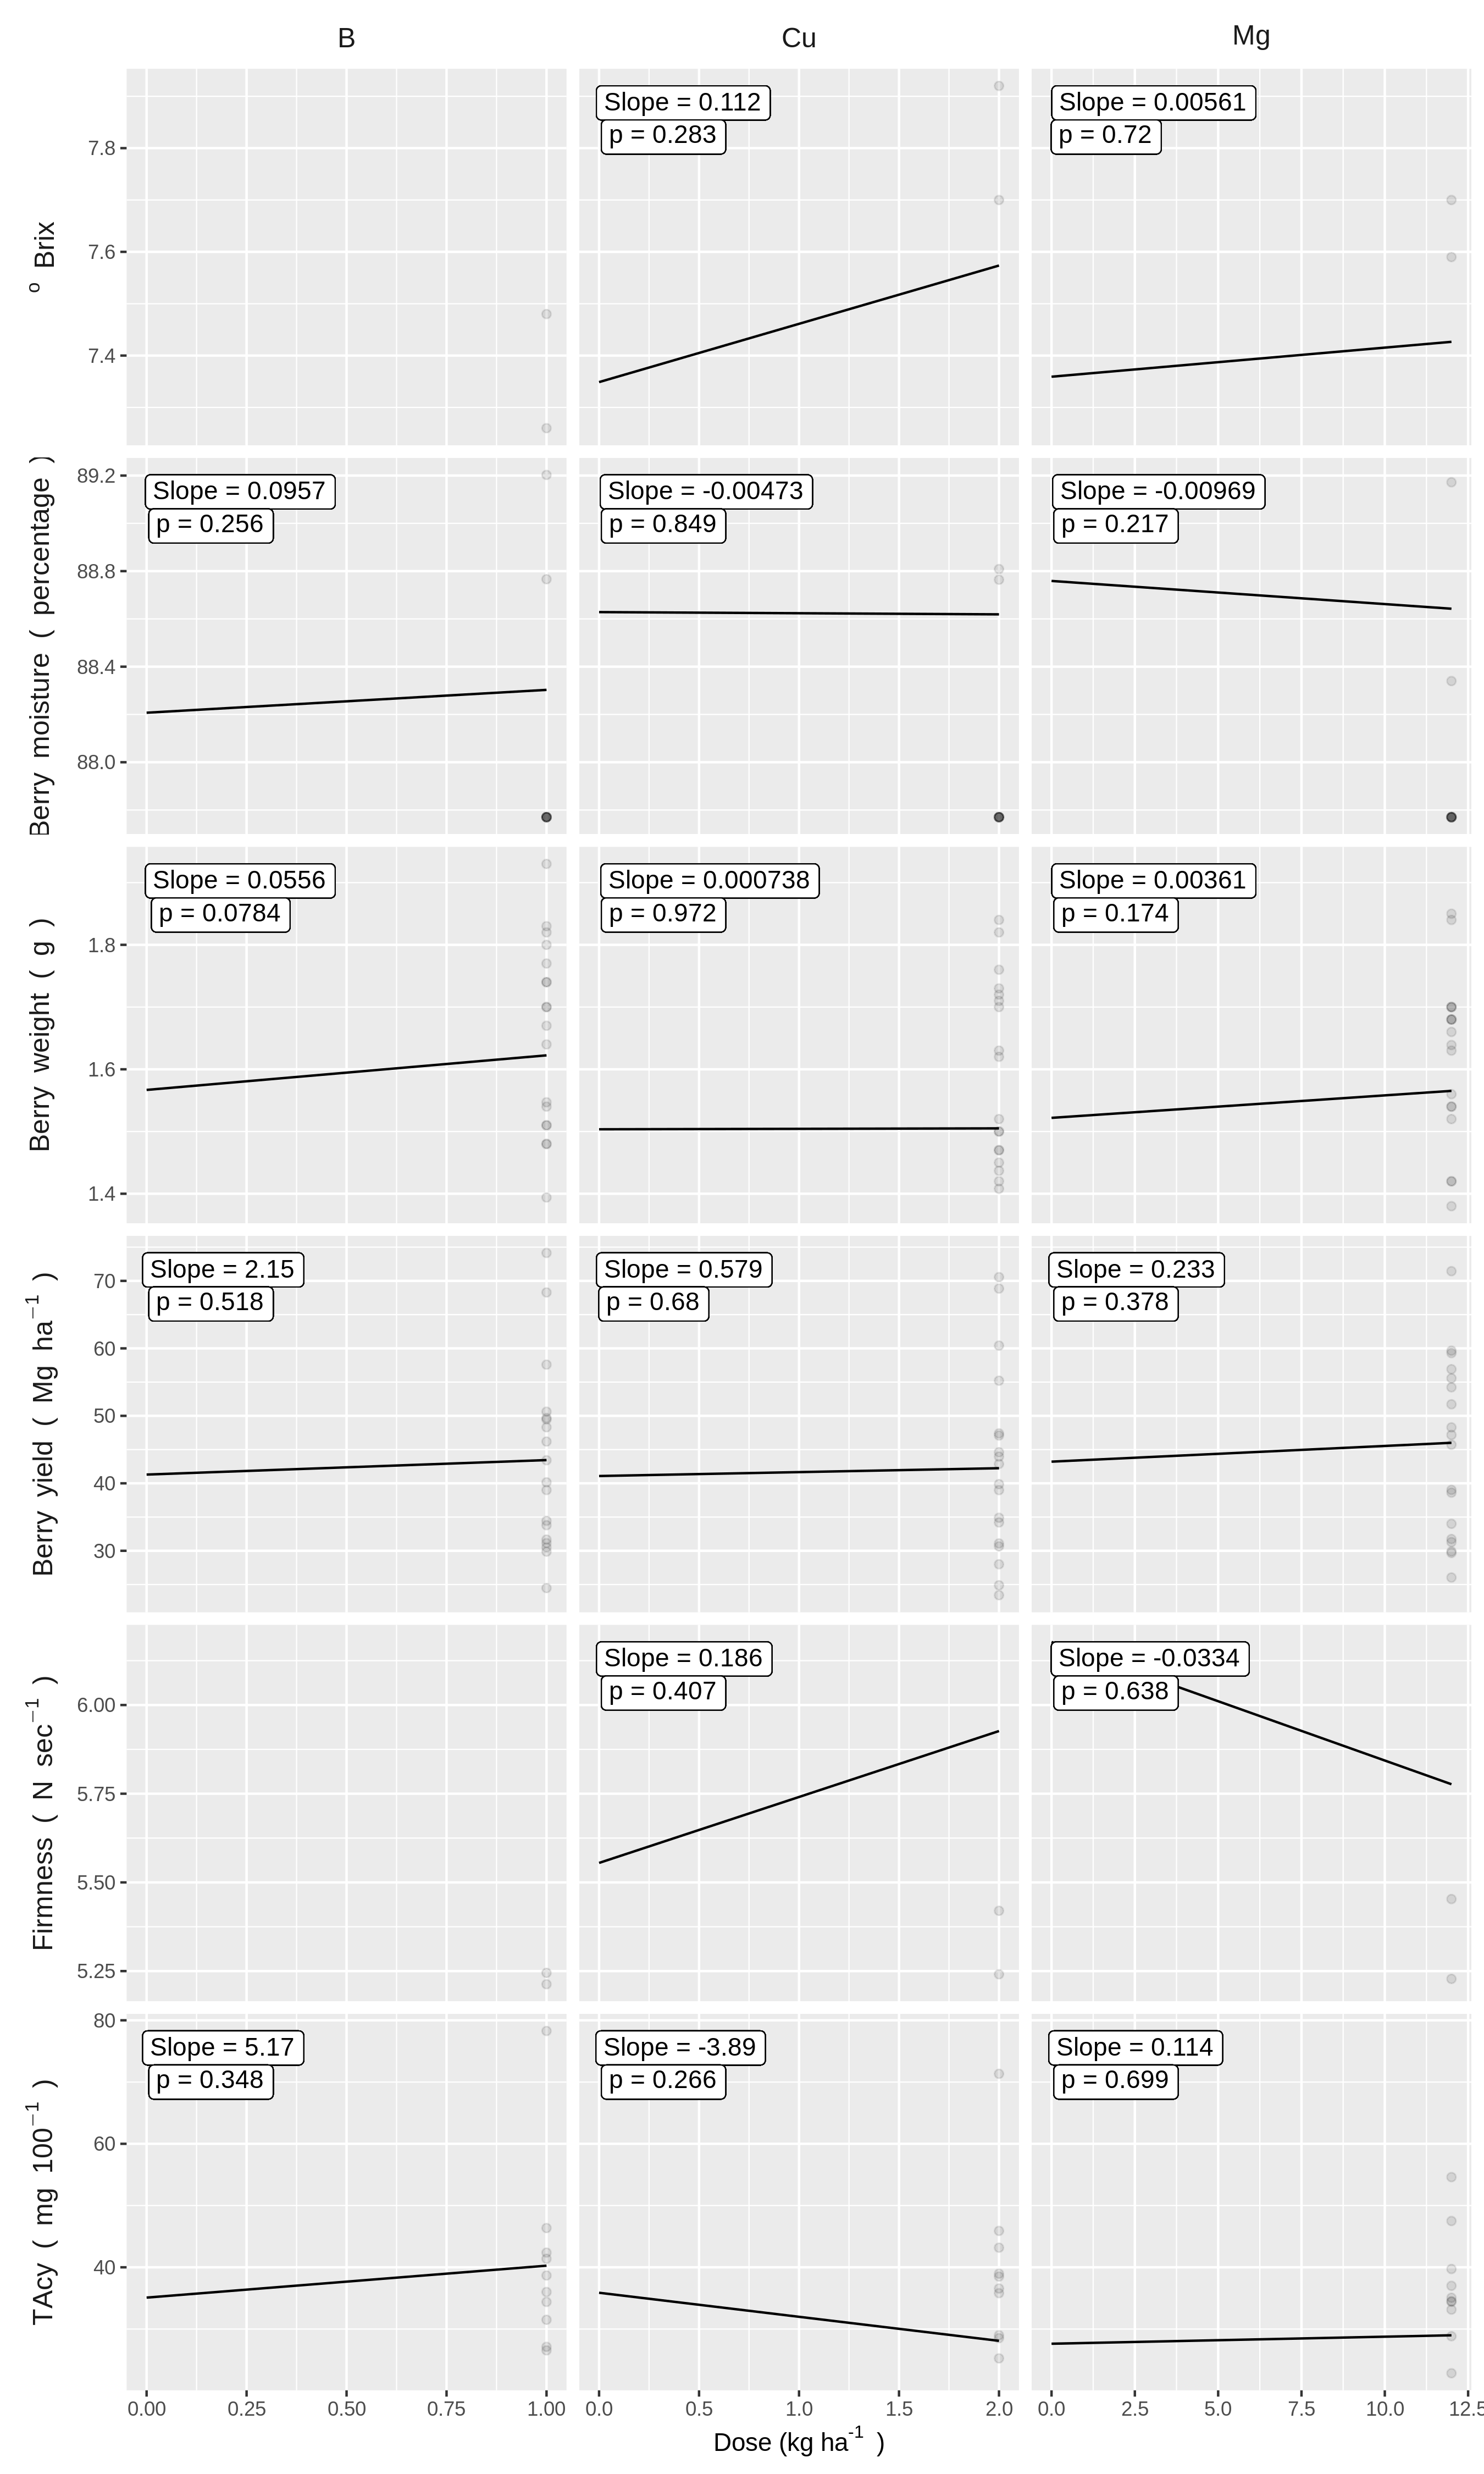 B Cu Mg
° Brix
7.8
7.6
7.4
Slope = 0.112
p = 0.283
Slope = 0.00561
p = 0.72
Berry moisture ( percentage )
89.2
88.8
88.4
88.0
Slope = 0.0957
p = 0.256
Slope = -0.00473
p = 0.849
Slope = -0.00969
p = 0.217
Berry weight ( g )
1.8
1.6
1.4
Slope = 0.0556
p = 0.0784
Slope = 0.000738
p = 0.972
Slope = 0.00361
p = 0.174
Berry yield ( Mg ha⁻¹ )
70
60
50
40
30
Slope = 2.15
p = 0.518
Slope = 0.579
p = 0.68
Slope = 0.233
p = 0.378
Firmness ( N sec⁻¹ )
6.00
5.75
5.50
5.25
Slope = 0.186
p = 0.407
Slope = -0.0334
p = 0.638
TAcy ( mg 100⁻¹ )
80
60
40
Slope = 5.17
p = 0.348
Slope = -3.89
p = 0.266
Slope = 0.114
p = 0.699
0.00 0.25 0.50 0.75 1.00 0.0 0.5 1.0 1.5 2.0 0.0 2.5 5.0 7.5 10.0 12.5
Dose (kg ha⁻¹ )